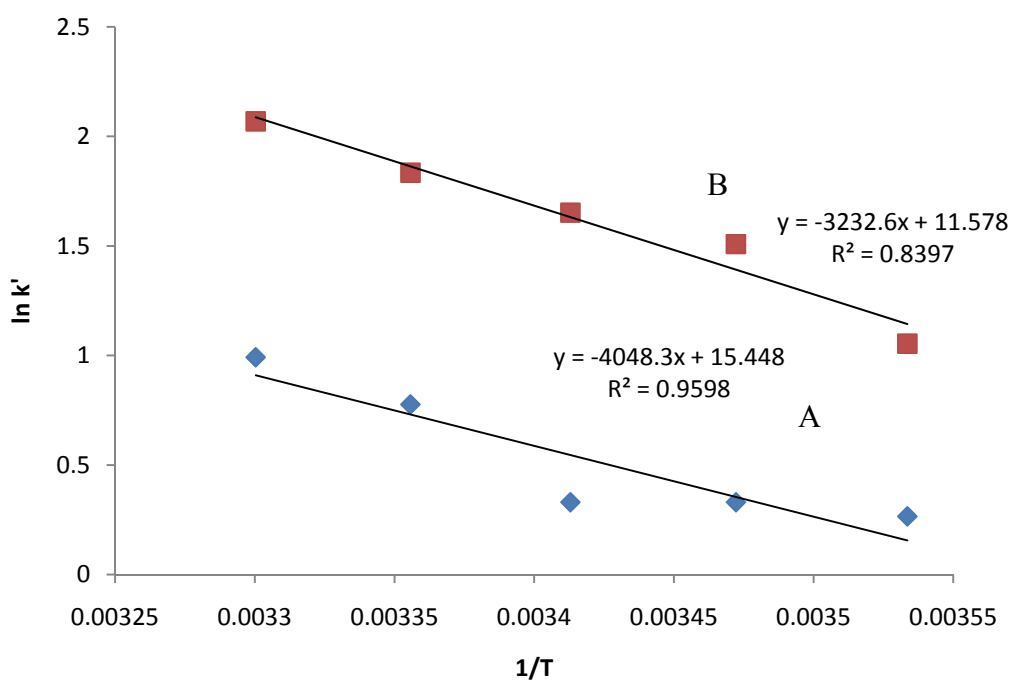 2.5
2
1.5
1
0.5
0
ln k'
B
y = -3232.6x + 11.578
R² = 0.8397
y = -4048.3x + 15.448
R² = 0.9598
A
0.00325 0.0033 0.00335 0.0034 0.00345 0.0035 0.00355
1/T